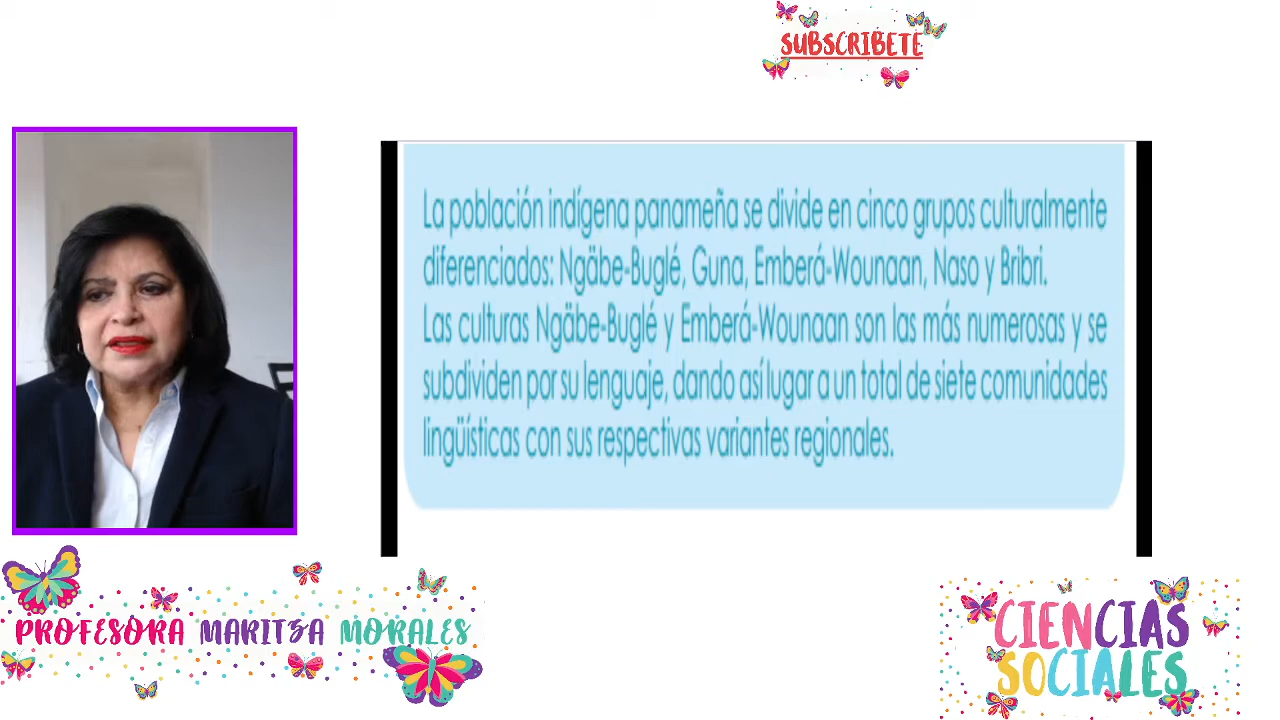 SUBSCRIBETE
La población indígena panameña se divide en cinco grupos culturalmente
diferenciados: Ngäbe-Buglé, Guna, Emberá-Wounaan, Naso y Bribri.
Las culturas Ngäbe-Buglé y Emberá-Wounaan son las más numerosas y se
subdividen por su lenguaje, dando así lugar a un total de siete comunidades
lingüísticas con sus respectivas variantes regionales.
PROFESORA MARITSA MORALES
CIENCIAS
SOCIALES